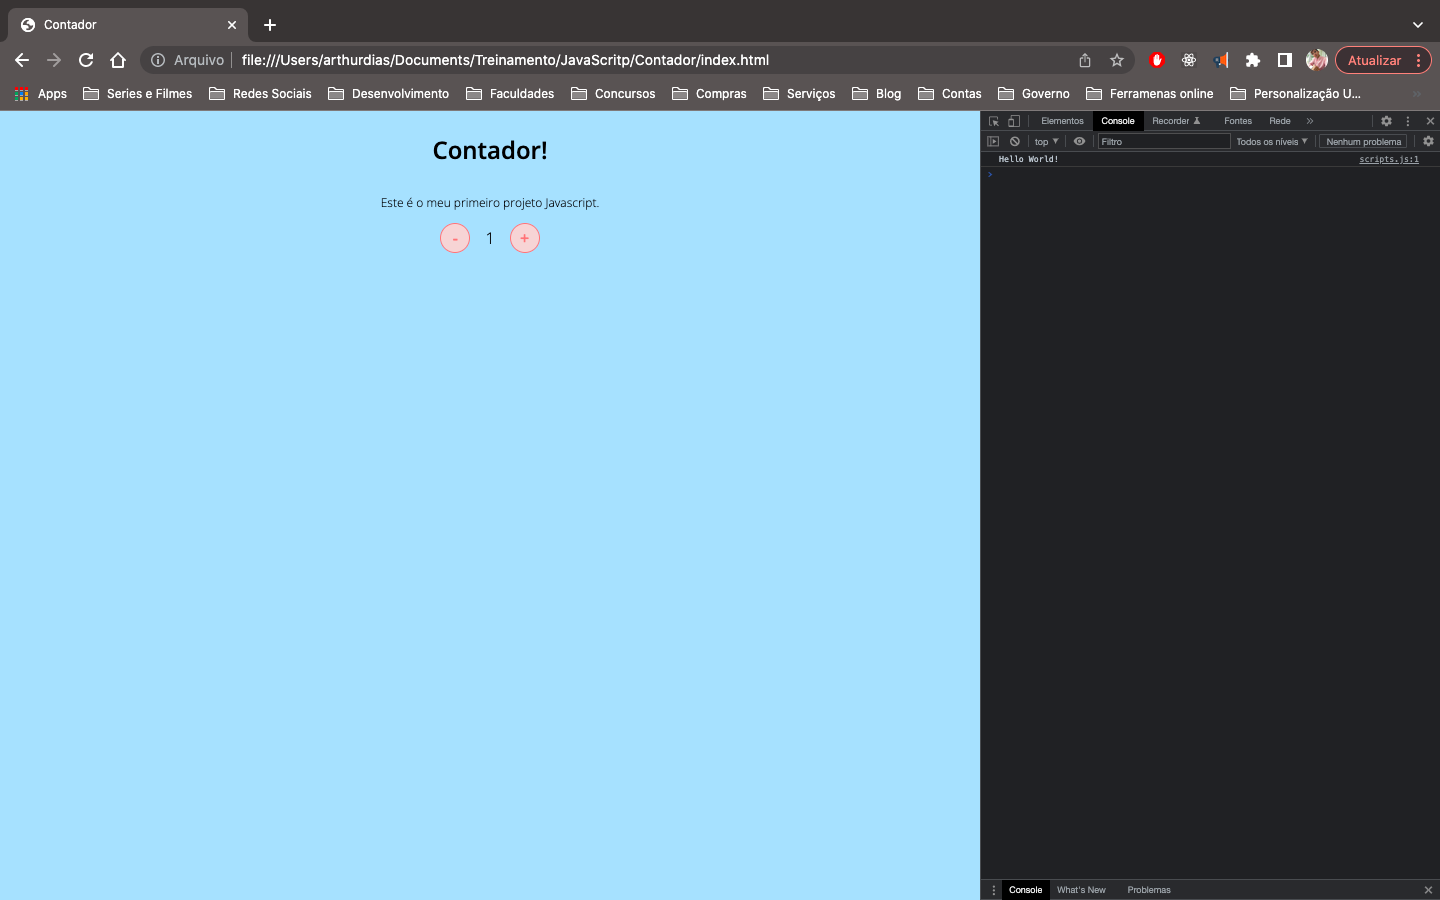 Contador
Arquivo file:///Users/arthurdias/Documents/Treinamento/JavaScritp/Contador/index.html Atualizar
Apps Series e Filmes Redes Sociais Desenvolvimento Faculdades Concursos Compras Serviços Blog Contas Governo Ferramenas online Personalização U...
Contador!
Este é o meu primeiro projeto Javascript.
- 1 +
Elementos Console Recorder Fontes Rede »
top Filtro Todos os níveis Nenhum problema
Hello World! scripts.js:1
>
Console What's New Problemas